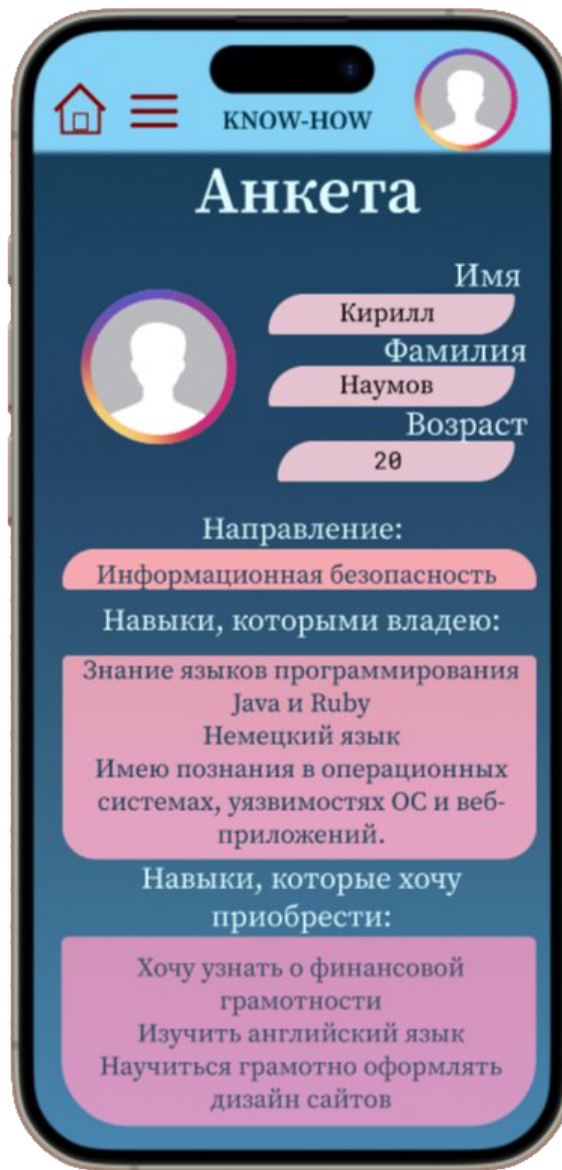 KNOW-HOW
Анкета
Имя
Кирилл
Фамилия
Наумов
Возраст
20
Направление:
Информационная безопасность
Навыки, которыми владею:
Знание языков программирования
Java и Ruby
Немецкий язык
Имею познания в операционных
системах, уязвимостях ОС и веб-
приложений.
Навыки, которые хочу
приобрести:
Хочу узнать о финансовой
грамотности
Изучить английский язык
Научиться грамотно оформлять
дизайн сайтов